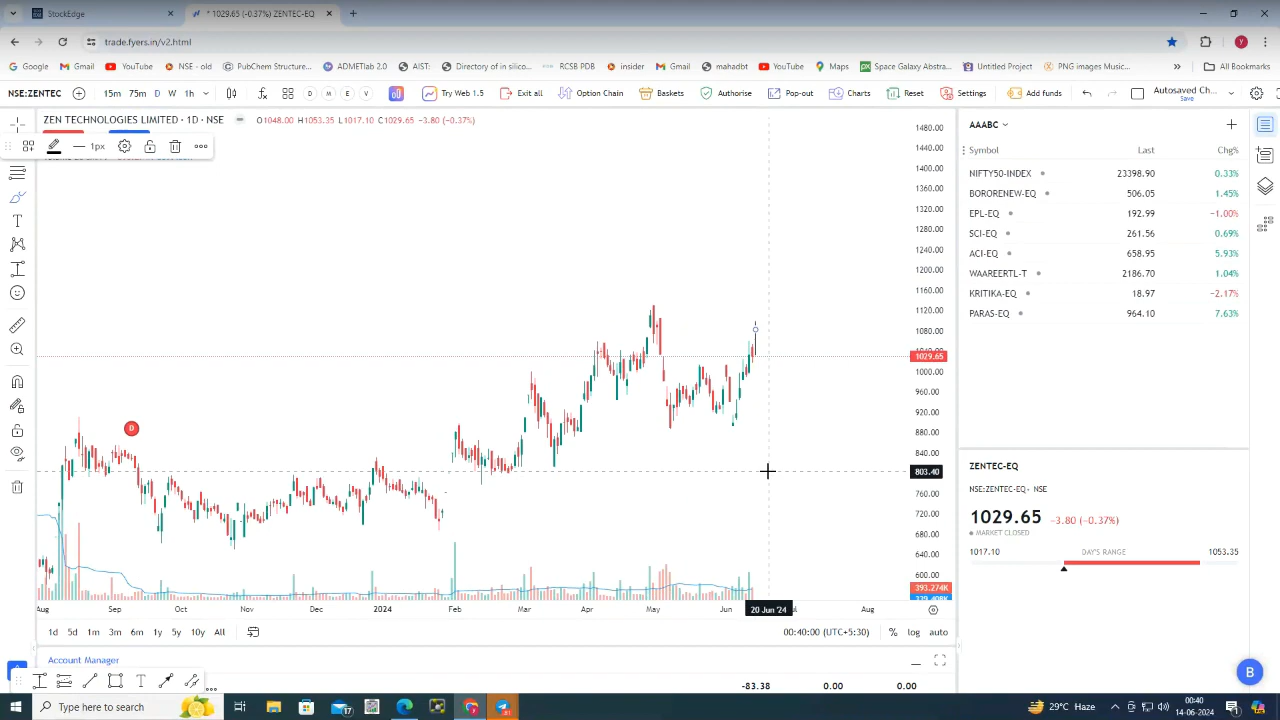 StockEdge
* 1029.65 (-0.37%) ZENTEC-EQ
trade.fyers.in/v2.html
Google Gmail YouTube NSE - old PubChem Structure... ADMETlab 2.0 AIST: Directory of in silico... RCSB PDB insider Gmail mahadbt YouTube Maps Space Galaxy Abstra... Untitled Project PNG images Music... All Bookmarks
NSE:ZENTEC 15m 75m D W 1h D M E V Try Web 1.5 Exit all Option Chain Baskets Authorise Pop-out Charts Reset Settings Add funds Autosaved Ch...
Save
ZEN TECHNOLOGIES LIMITED · 1D · NSE O1048.00 H1053.35 L1017.10 C1029.65 −3.80 (−0.37%)
1px
1480.00
1440.00
1400.00
1360.00
1320.00
1280.00
1240.00
1200.00
1160.00
1120.00
1080.00
1029.65
1000.00
960.00
920.00
880.00
840.00
803.40
760.00
720.00
680.00
640.00
600.00
393.274K
D
Aug Sep Oct Nov Dec 2024 Feb Mar Apr May Jun 20 Jun '24 Aug
1d 5d 1m 3m 6m 1y 5y 10y All 00:40:00 (UTC+5:30) % log auto
Account Manager
-83.38 0.00 0.00
AAABC
Symbol Last Chg%
NIFTY50-INDEX 23398.90 0.33%
BORORENEW-EQ 506.05 1.45%
EPL-EQ 192.99 −1.00%
SCI-EQ 261.56 0.69%
ACI-EQ 658.95 5.93%
WAAREERTL-T 2186.70 1.04%
KRITIKA-EQ 18.97 −2.17%
PARAS-EQ 964.10 7.63%
ZENTEC-EQ
NSE:ZENTEC-EQ- NSE
1029.65 -3.80 (-0.37%)
MARKET CLOSED
1017.10 DAY'S RANGE 1053.35
B
T
Type here to search
17
29°C Haze
00:40
14-06-2024